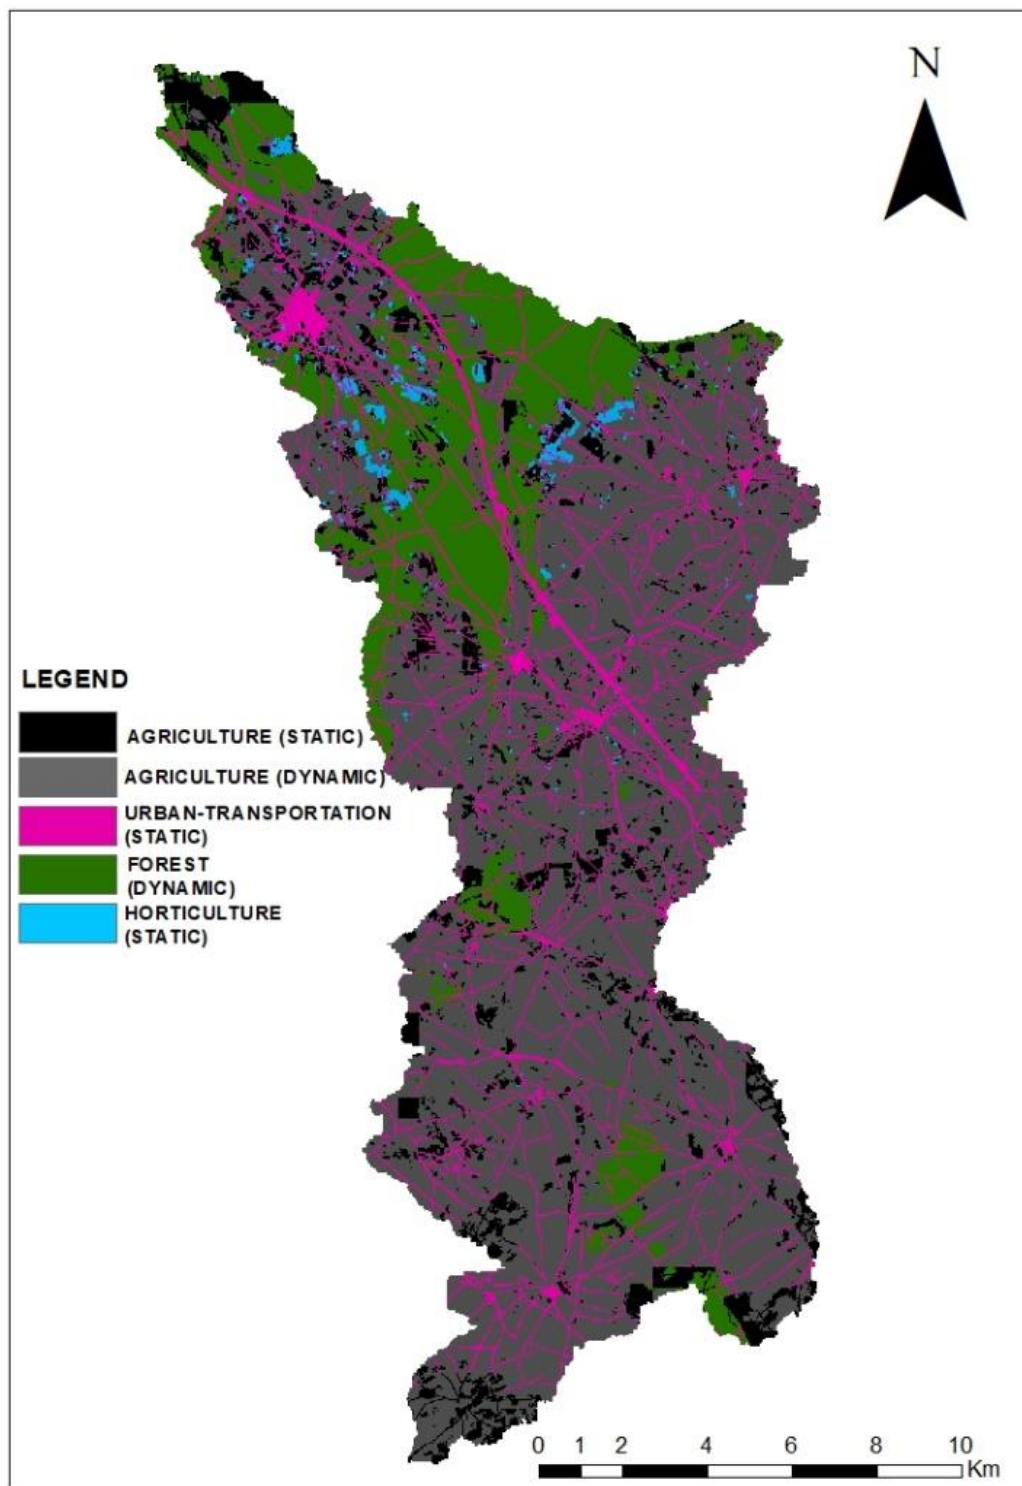 N
LEGEND
AGRICULTURE (STATIC)
AGRICULTURE (DYNAMIC)
URBAN-TRANSPORTATION
(STATIC)
FOREST
(DYNAMIC)
HORTICULTURE
(STATIC)
0 1 2 4 6 8 10
Km